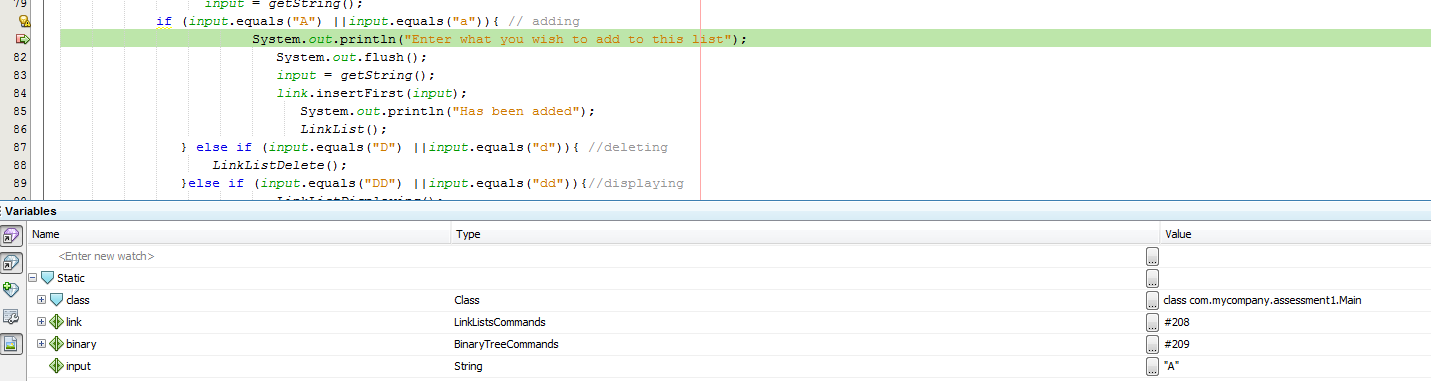 79 input = getString();
if (input.equals("A") ||input.equals("a")){ // adding
System.out.println("Enter what you wish to add to this list");
82 System.out.flush();
83 input = getString();
84 link.insertFirst(input);
85 System.out.println("Has been added");
86 LinkList();
87 } else if (input.equals("D") ||input.equals("d")){ //deleting
88 LinkListDelete();
89 }else if (input.equals("DD") ||input.equals("dd")){//displaying
Variables
Name Type Value
<Enter new watch> ...
Static ...
class Class ... class com.mycompany.assessment1.Main
link LinkListsCommands ... #208
binary BinaryTreeCommands ... #209
input String ... "A"